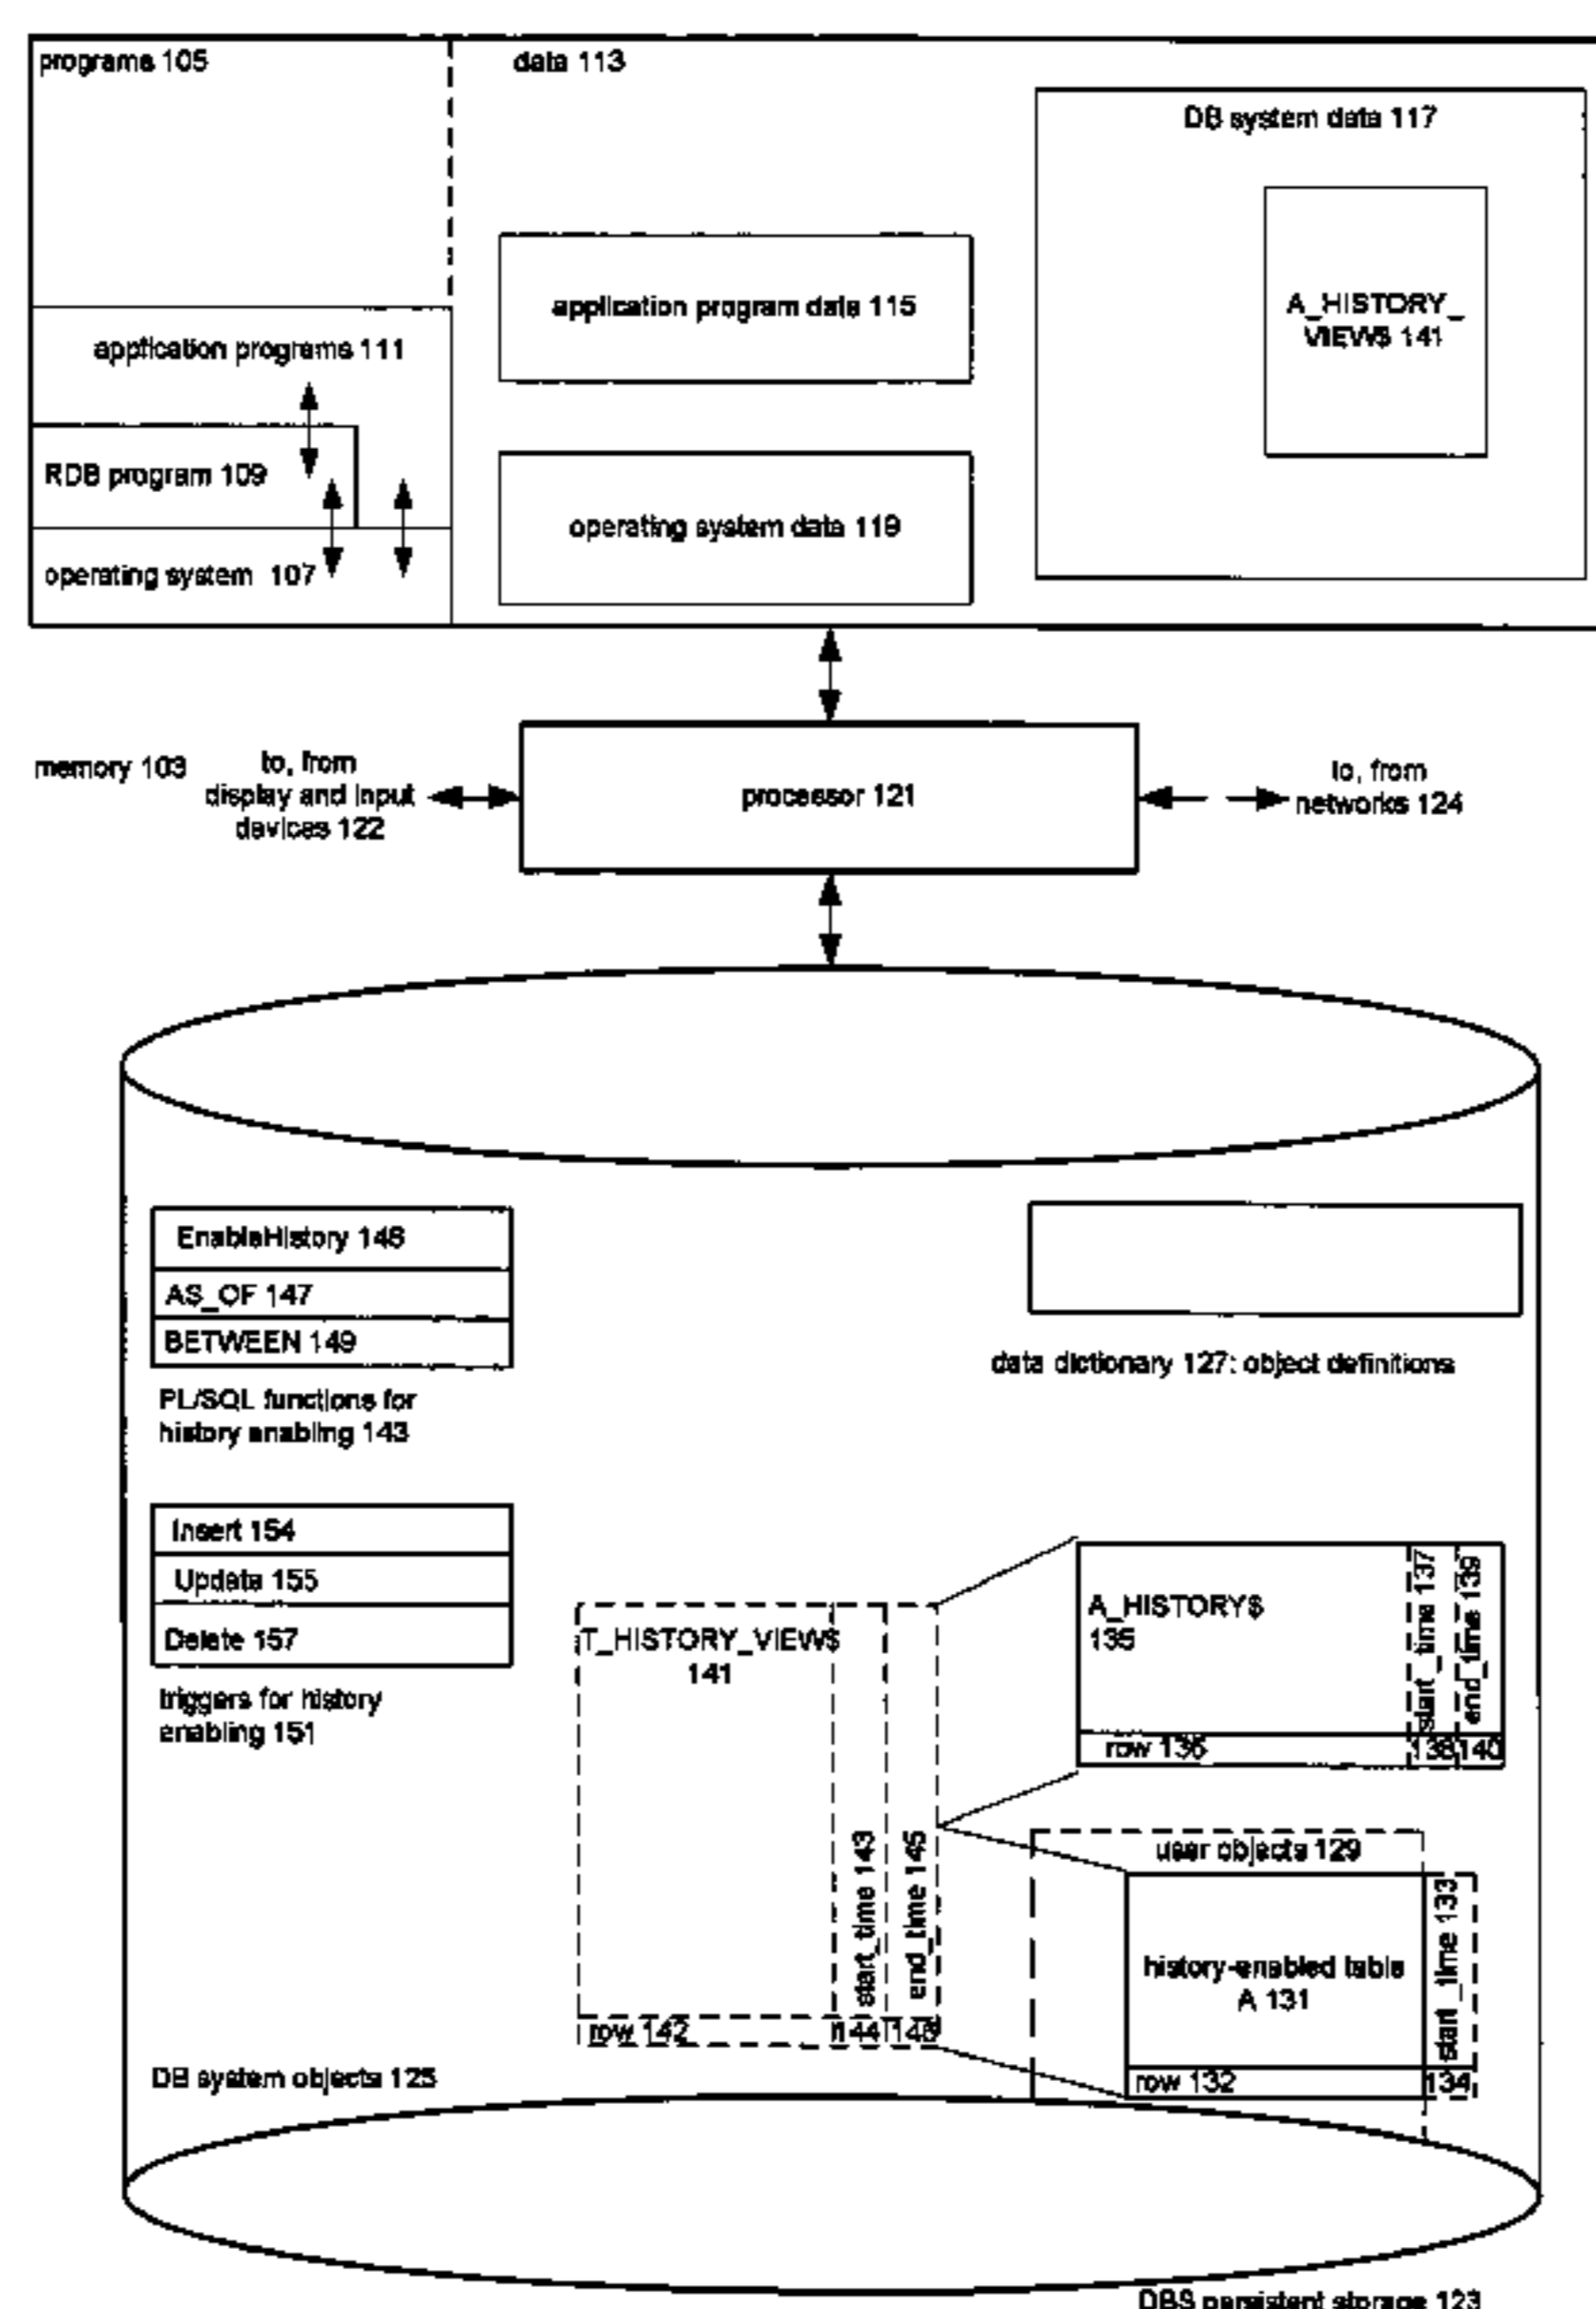 programs 105
data 113
DB system data 117
application program data 115
A_HISTORY_
VIEW$ 141
application programs 111
RDB program 109
operating system data 119
operating system 107
memory 103
to, from
display and input
devices 122
processor 121
to, from
networks 124
EnableHistory 146
AS_OF 147
BETWEEN 149
PL/SQL functions for
history enabling 143
data dictionary 127: object definitions
Insert 154
Update 155
Delete 157
triggers for history
enabling 151
T_HISTORY_VIEW$
141
start_time 143
end_time 145
row 142
144
A_HISTORY$
135
start_time 137
end_time 139
row 136
138
140
user objects 129
history-enabled table
A 131
start_time 133
row 132
134
DB system objects 125
DBS persistent storage 123